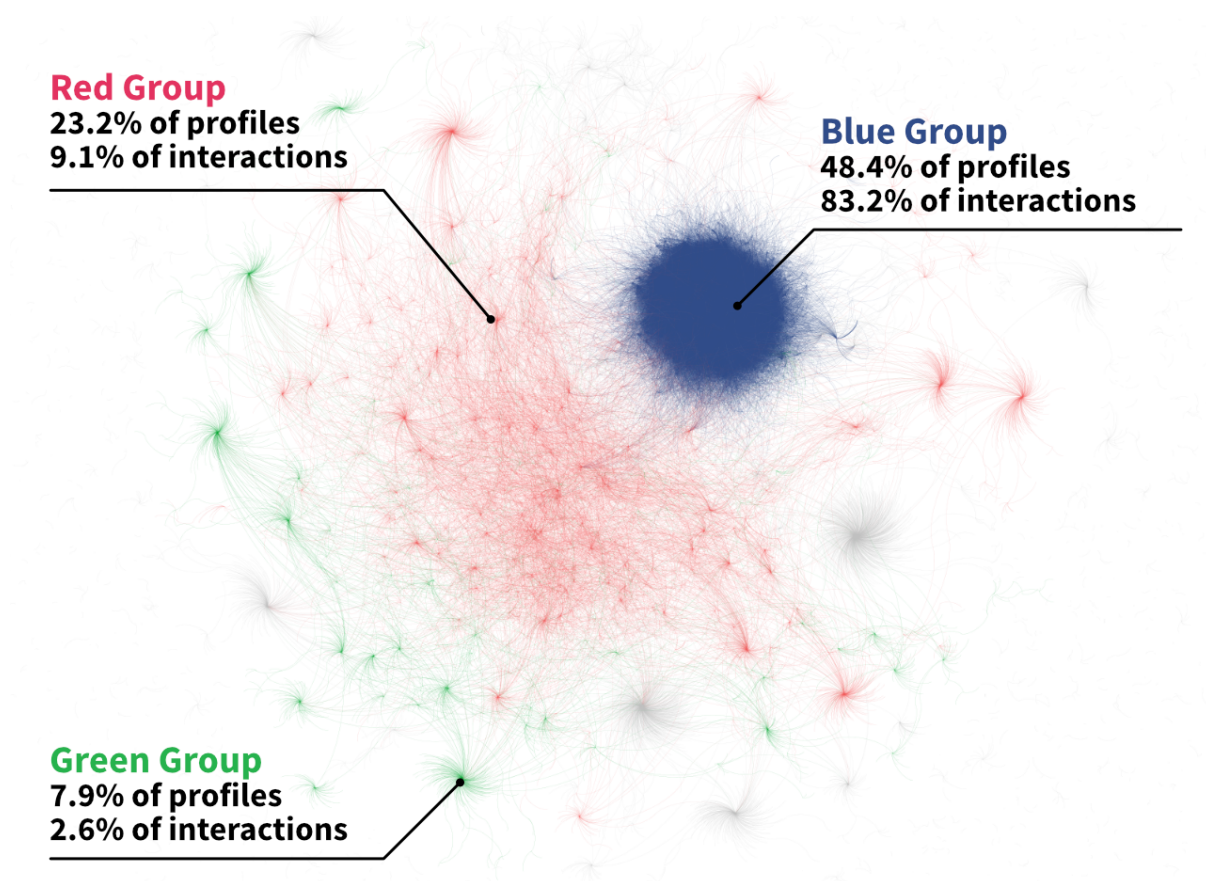 Red Group
23.2% of profiles
9.1% of interactions
Blue Group
48.4% of profiles
83.2% of interactions
Green Group
7.9% of profiles
2.6% of interactions